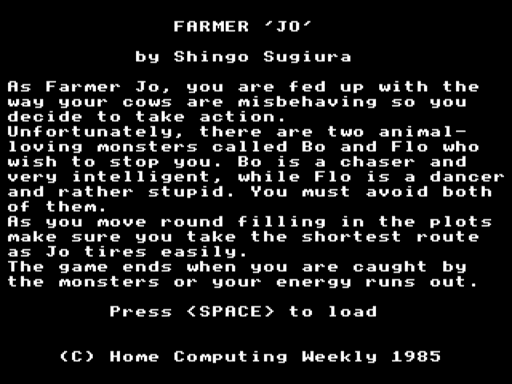 FARMER 'JO'
by Shingo Sugiura
As Farmer Jo, you are fed up with the
way your cows are misbehaving so you
decide to take action.
Unfortunately, there are two animal-
loving monsters called Bo and Flo who
wish to stop you. Bo is a chaser and
very intelligent, while Flo is a dancer
and rather stupid. You must avoid both
of them.
As you move round filling in the plots
make sure you take the shortest route
as Jo tires easily.
The game ends when you are caught by
the monsters or your energy runs out.
Press <SPACE> to load
(C) Home Computing Weekly 1985